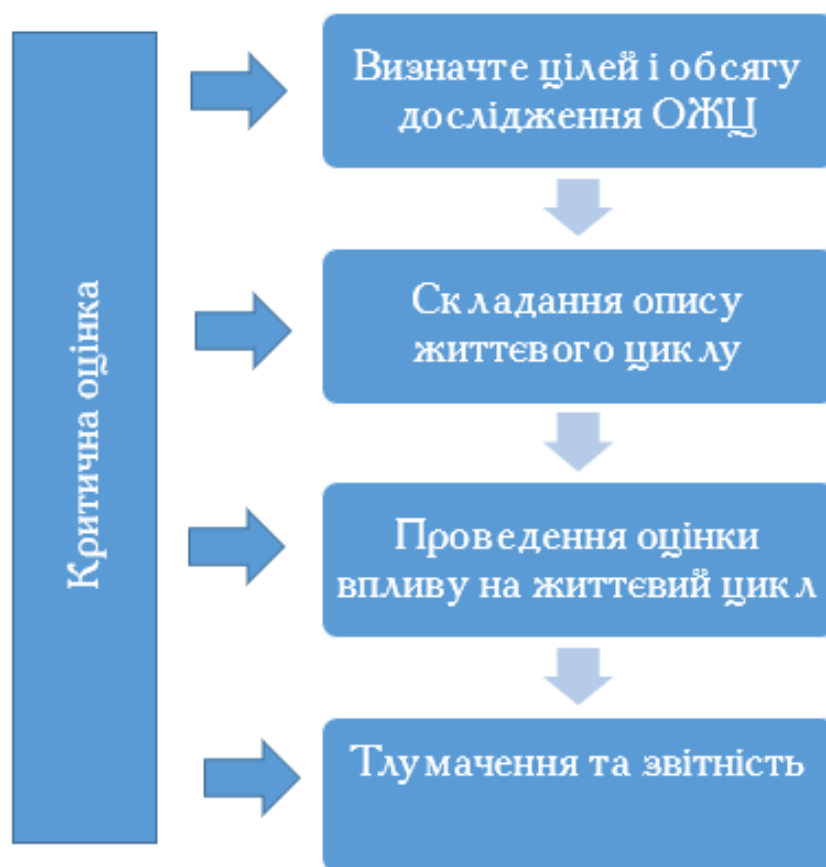 Критична оцінка
Визначте цілей і обсягу
дослідження ОЖЦ
Складання опису
життєвого циклу
Проведення оцінки
впливу на життєвий цикл
Тлумачення та звітність